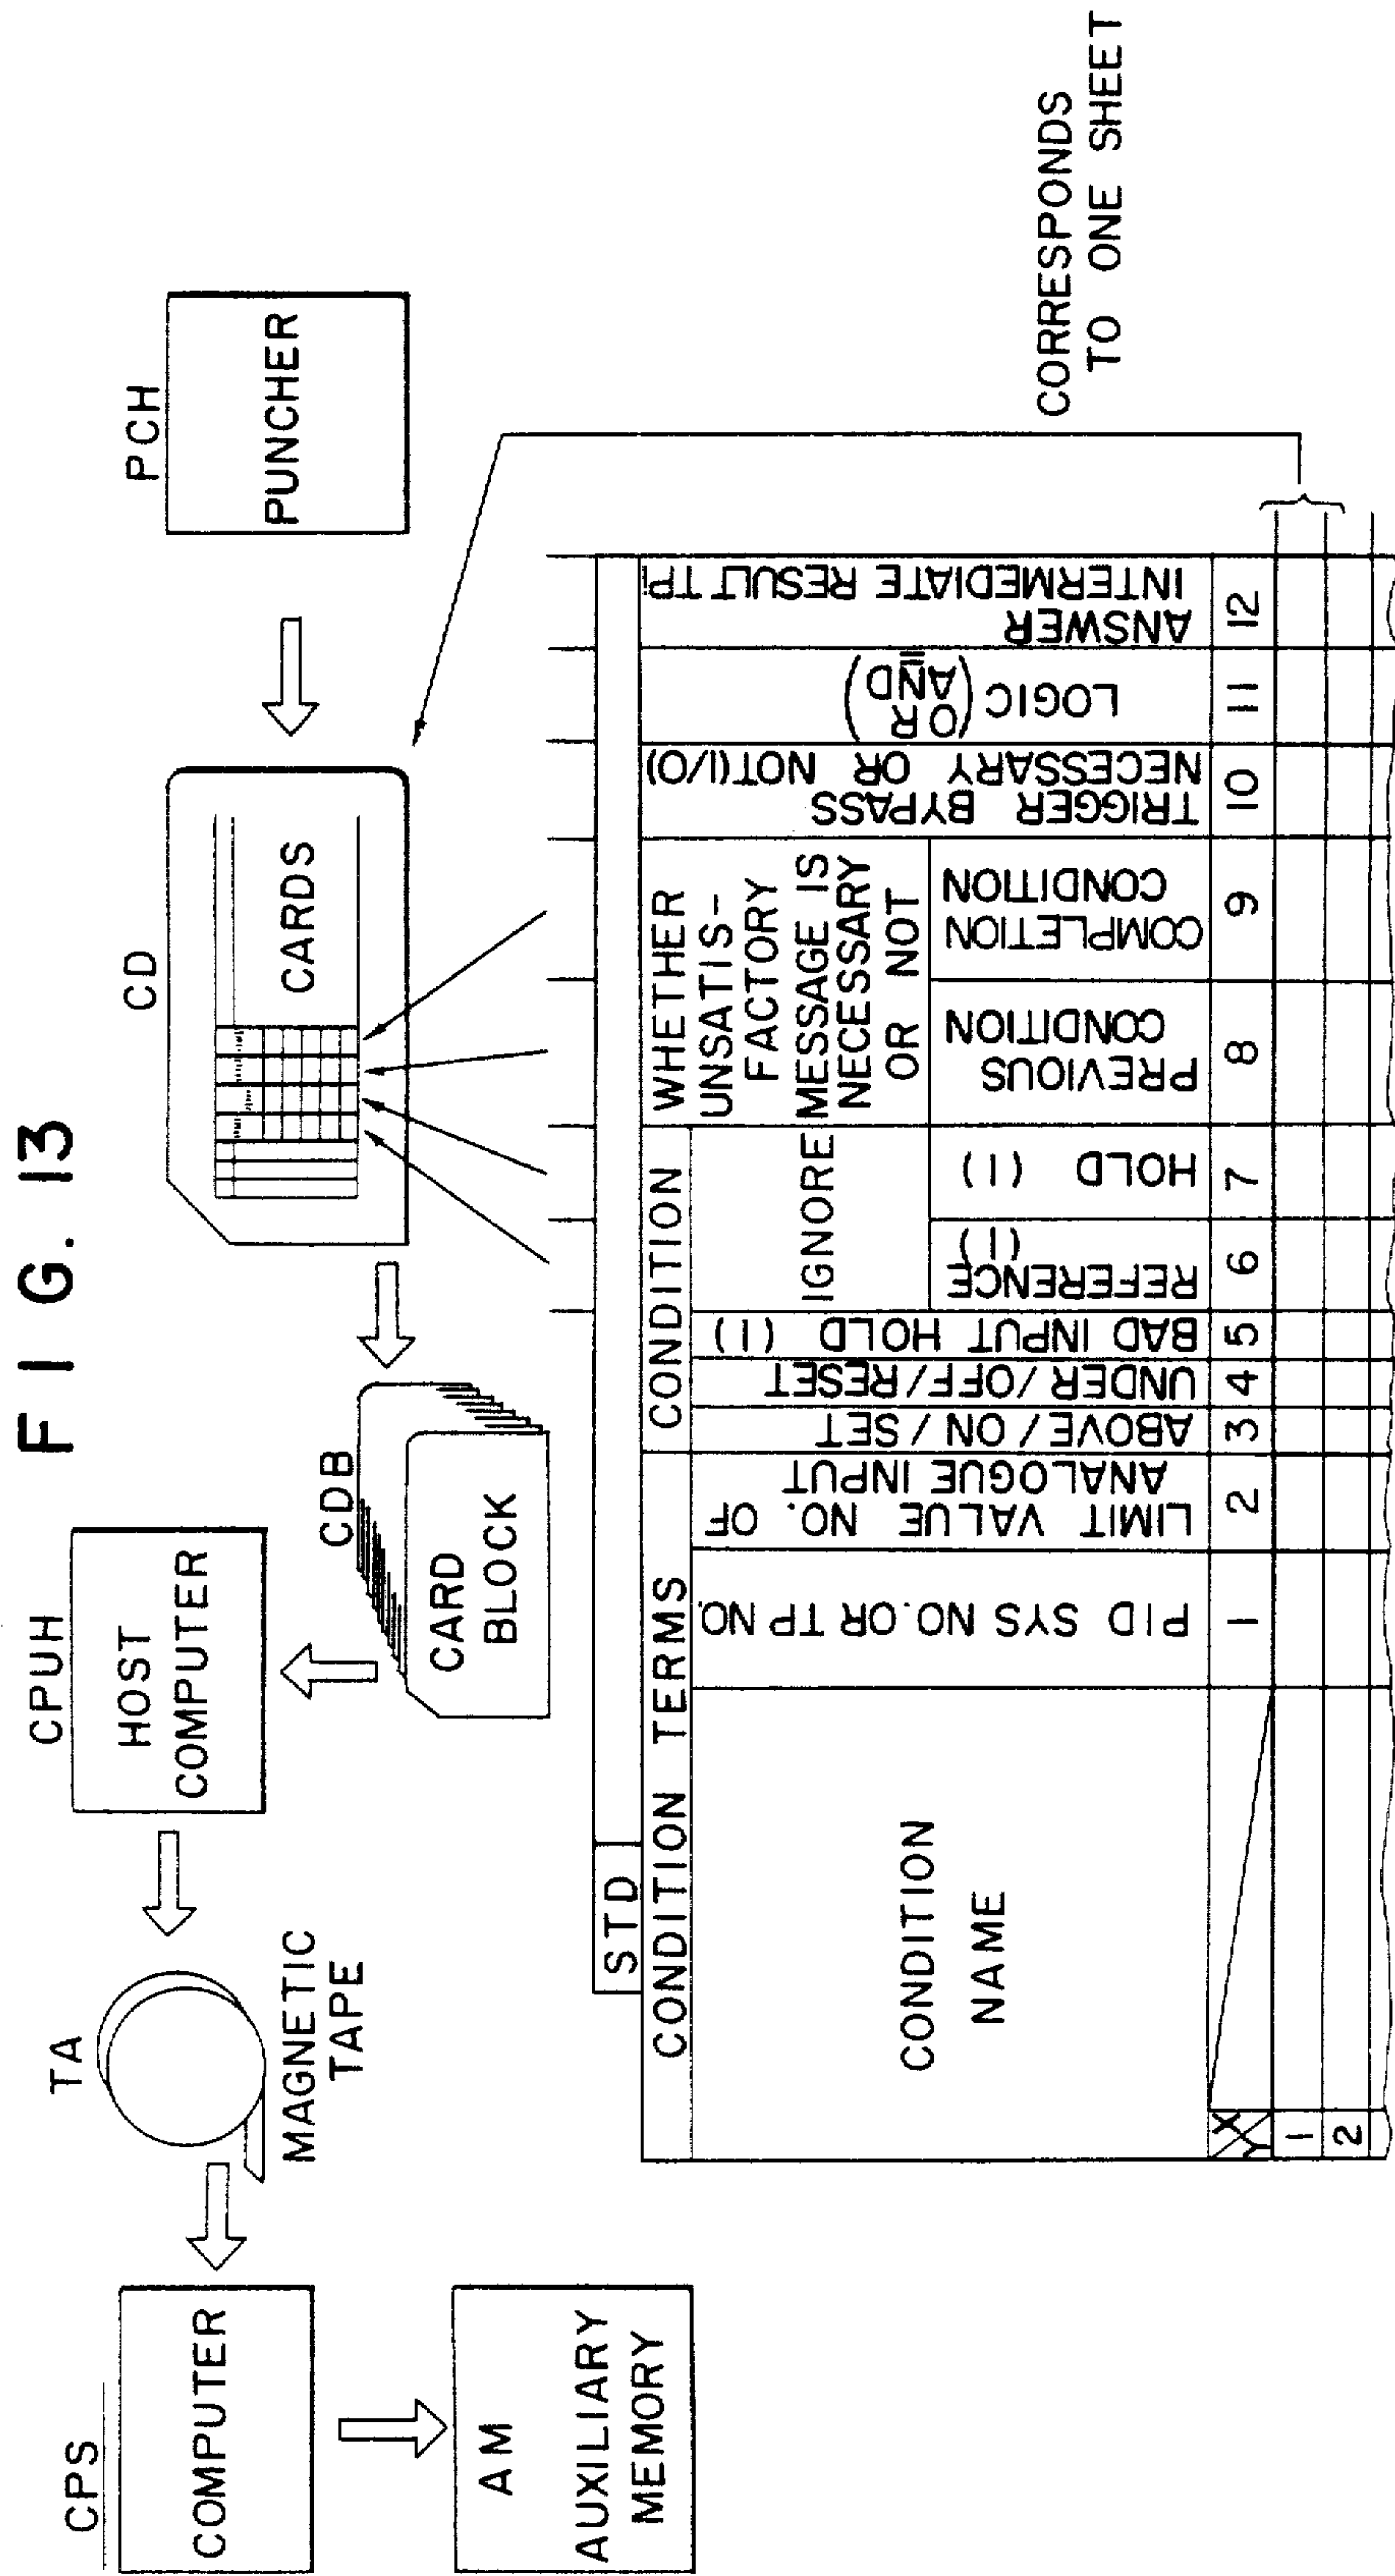 FIG. 13
CPS
COMPUTER
AM
AUXILIARY
MEMORY
TA
MAGNETIC
TAPE
CPUH
HOST
COMPUTER
CDB
CARD
BLOCK
CD
CARDS
PCH
PUNCHER
CORRESPONDS
TO ONE SHEET
STD
CONDITION TERMS
CONDITION
WHETHER
UNSATIS-
FACTORY
MESSAGE IS
NECESSARY
OR NOT
CONDITION
NAME
PID SYS NO. OR TP NO.
LIMIT VALUE NO. OF
ANALOGUE INPUT
ABOVE / ON / SET
UNDER / OFF / RESET
BAD INPUT HOLD (1)
IGNORE
REFERENCE
(1)
HOLD (1)
PREVIOUS
CONDITION
COMPLETION
CONDITION
TRIGGER BYPASS
NECESSARY OR NOT (1/0)
LOGIC (OR
AND)
ANSWER
INTERMEDIATE RESULT TP
X
Y
1 2 3 4 5 6 7 8 9 10 11 12
1
2